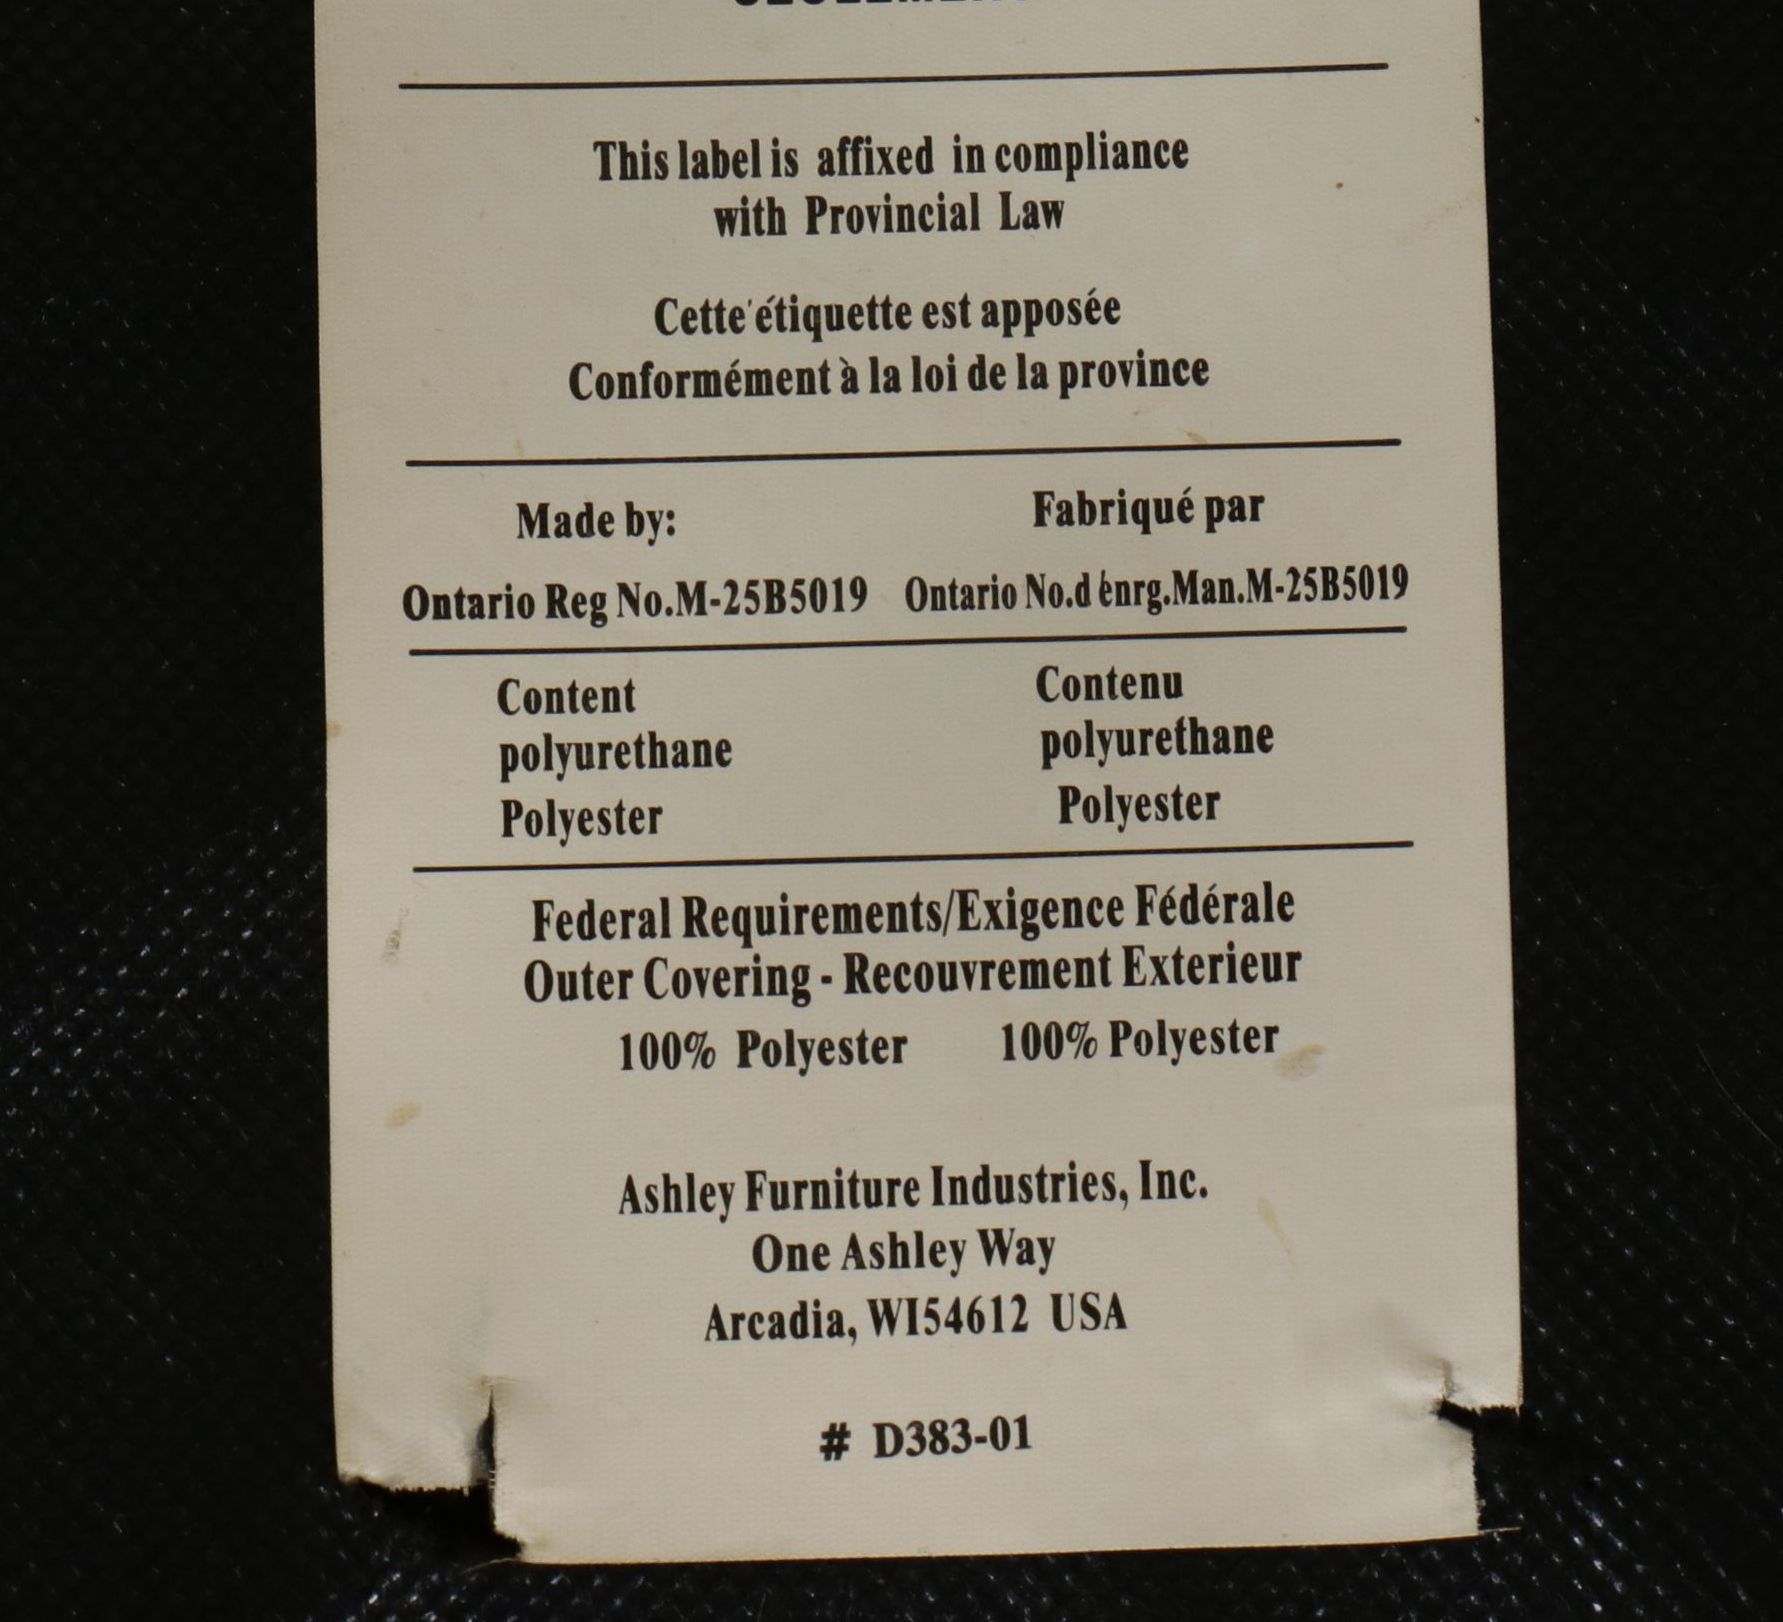 This label is affixed in compliance
with Provincial Law
Cette étiquette est apposée
Conformément à la loi de la province
Made by: Fabriqué par
Ontario Reg No.M-25B5019 Ontario No.d ėnrg.Man.M-25B5019
Content Contenu
polyurethane polyurethane
Polyester Polyester
Federal Requirements/Exigence Fédérale
Outer Covering - Recouvrement Exterieur
100% Polyester 100% Polyester
Ashley Furniture Industries, Inc.
One Ashley Way
Arcadia, WI54612 USA
# D383-01